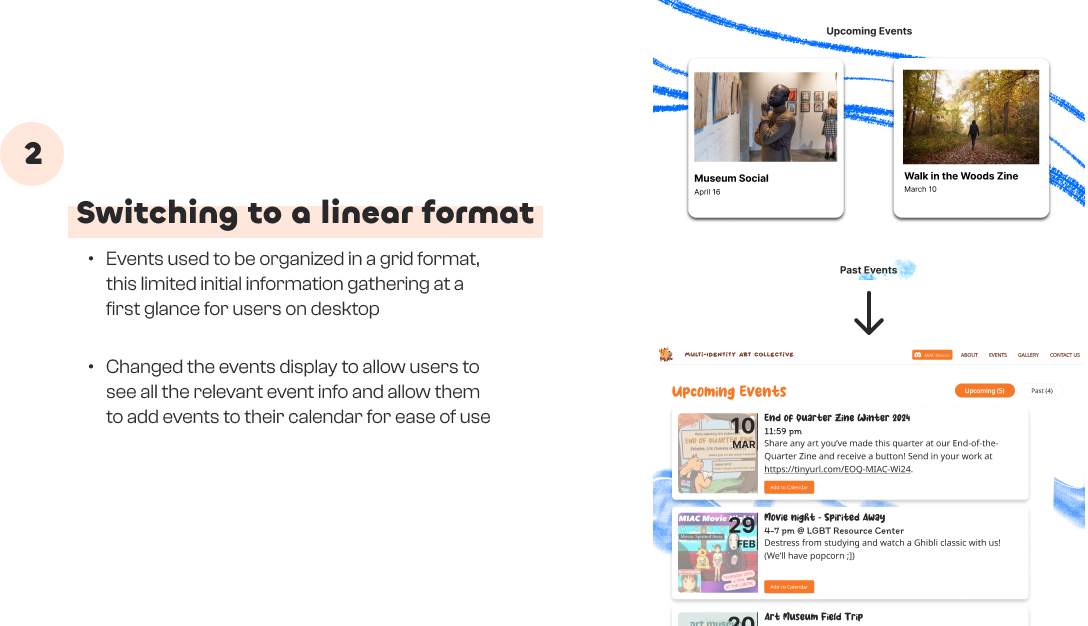 2
Switching to a linear format
• Events used to be organized in a grid format,
this limited initial information gathering at a
first glance for users on desktop
• Changed the events display to allow users to
see all the relevant event info and allow them
to add events to their calendar for ease of use
Upcoming Events
Museum Social
April 16
Walk in the Woods Zine
March 10
Past Events
MULTI-IDENTITY ART COLLECTIVE
MIAC Discord
ABOUT
EVENTS
GALLERY
CONTACT US
Upcoming Events
Upcoming (5)
Past (4)
END OF QUARTER ZINE
10
MAR
End of Quarter Zine Winter 2024
11:59 pm
Share any art you've made this quarter at our End-of-the-
Quarter Zine and receive a button! Send in your work at
https://tinyurl.com/EOQ-MIAC-Wi24.
Add to Calendar
MIAC Movie
29
FEB
Movie night - Spirited Away
4-7 pm @ LGBT Resource Center
Destress from studying and watch a Ghibli classic with us!
(We'll have popcorn ;])
Add to Calendar
20
Art Museum Field Trip